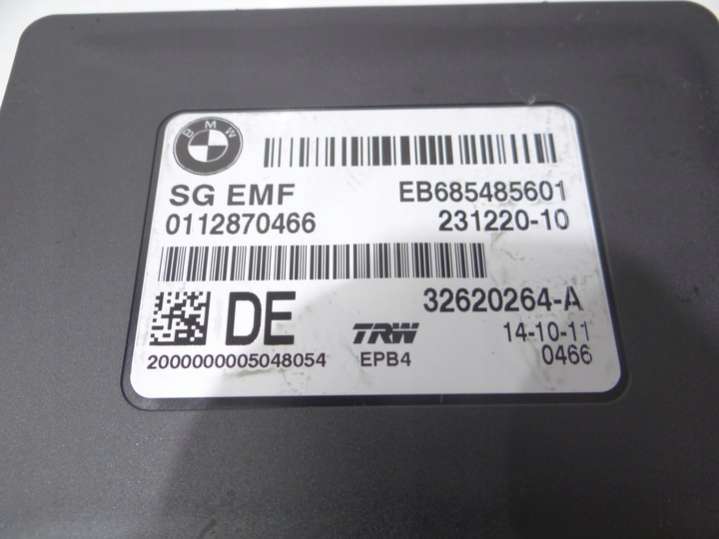 BMW
SG EMF EB685485601
0112870466 231220-10
32620264-A
DE TRW 14-10-11
2000000005048054 EPB4 0466